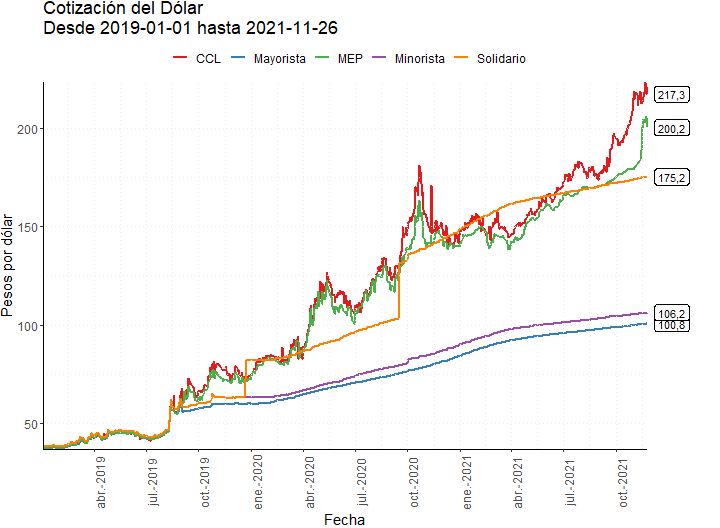 Cotización del Dólar
Desde 2019-01-01 hasta 2021-11-26
CCL Mayorista MEP Minorista Solidario
217,3
200,2
175,2
106,2
100,8
200
150
100
50
Pesos por dólar
abr.-2019 jul.-2019 oct.-2019 ene.-2020 abr.-2020 jul.-2020 oct.-2020 ene.-2021 abr.-2021 jul.-2021 oct.-2021
Fecha